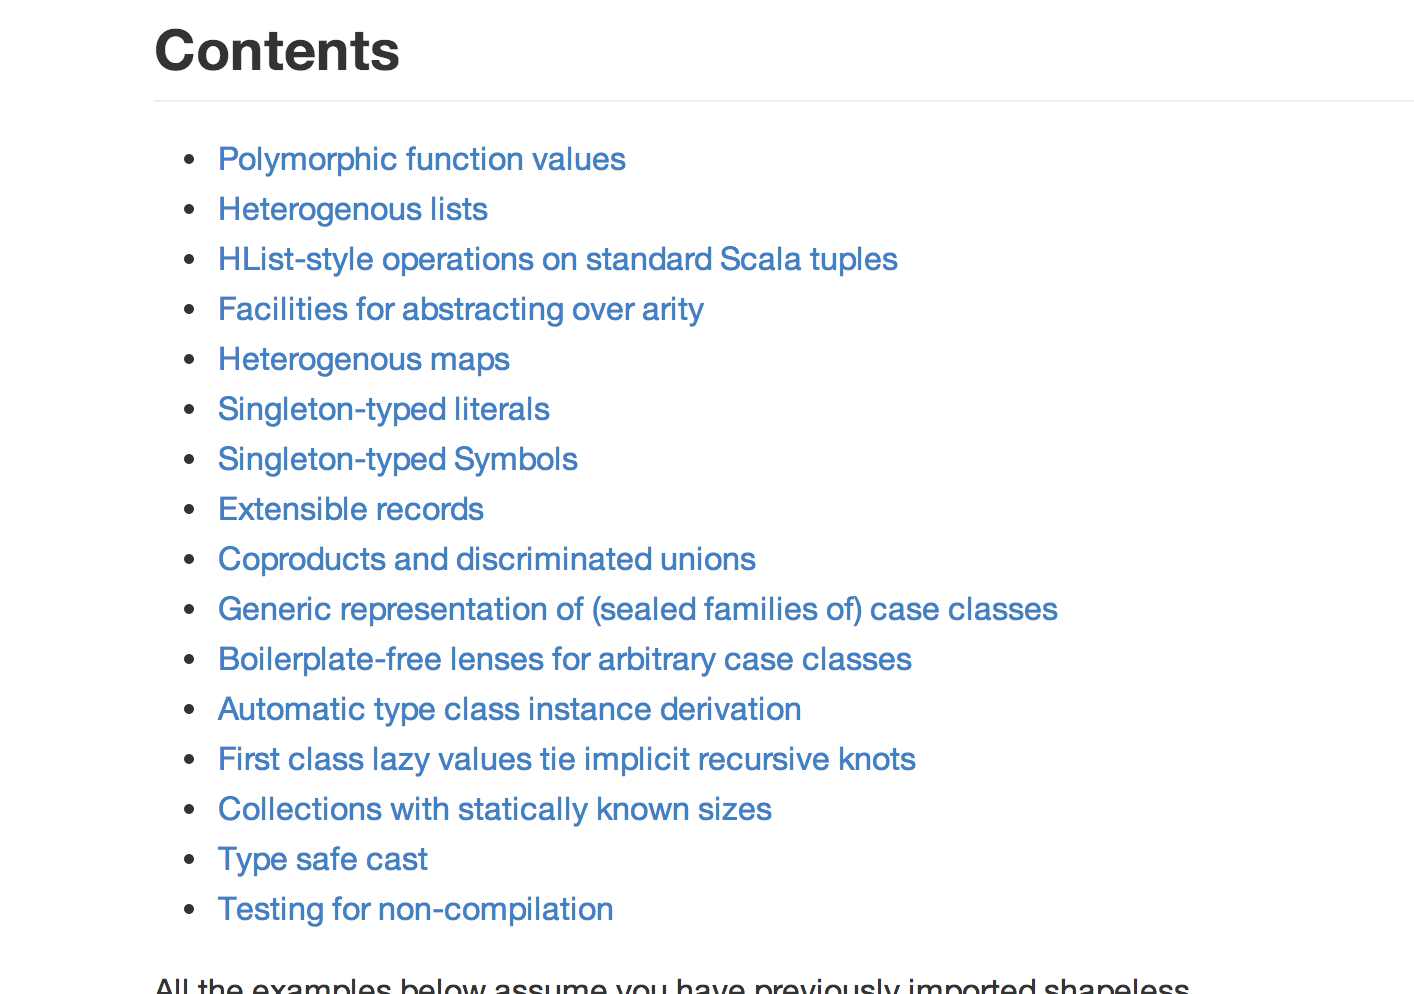 Contents
Polymorphic function values
Heterogenous lists
HList-style operations on standard Scala tuples
Facilities for abstracting over arity
Heterogenous maps
Singleton-typed literals
Singleton-typed Symbols
Extensible records
Coproducts and discriminated unions
Generic representation of (sealed families of) case classes
Boilerplate-free lenses for arbitrary case classes
Automatic type class instance derivation
First class lazy values tie implicit recursive knots
Collections with statically known sizes
Type safe cast
Testing for non-compilation
All the examples below assume you have previously imported shapeless